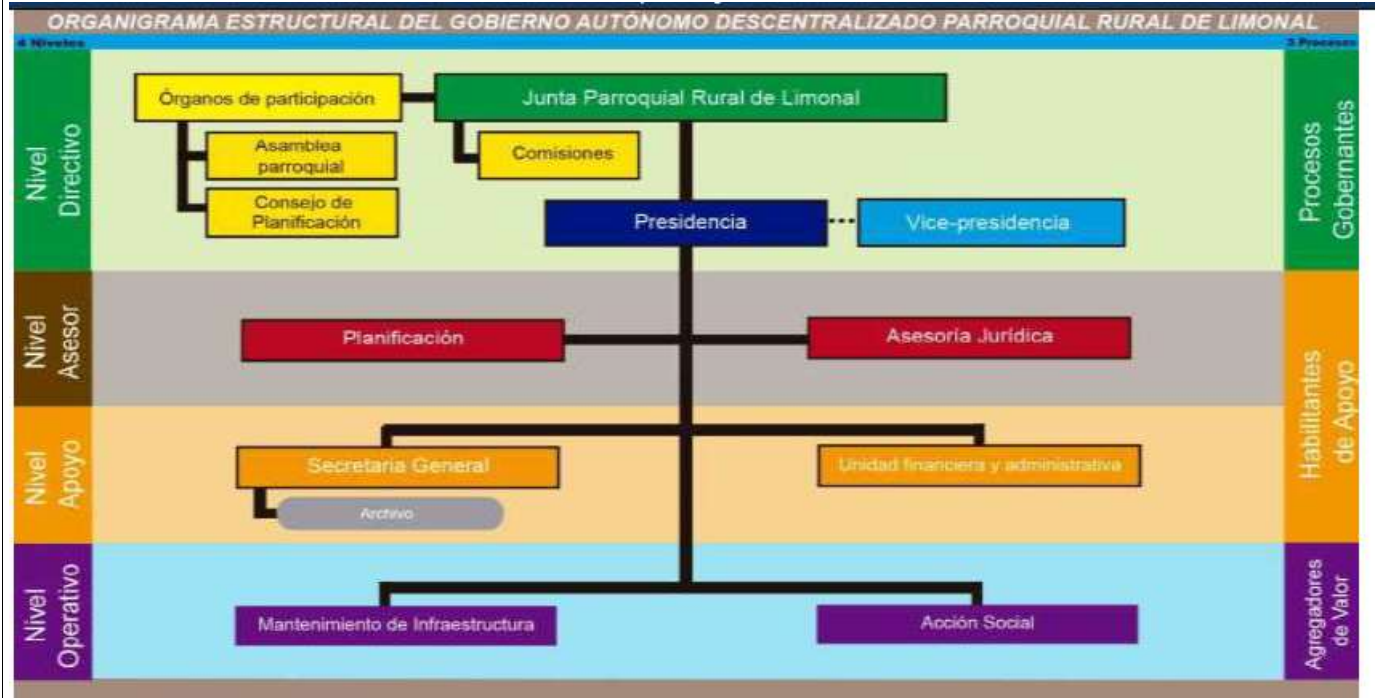 ORGANIGRAMA ESTRUCTURAL DEL GOBIERNO AUTÓNOMO DESCENTRALIZADO PARROQUIAL RURAL DE LIMONAL
4 Niveles
3 Procesos
Nivel
Directivo
Órganos de participación
Junta Parroquial Rural de Limonal
Asamblea
parroquial
Comisiones
Consejo de
Planificación
Presidencia
Vice-presidencia
Procesos
Gobernantes
Nivel
Asesor
Planificación
Asesoría Jurídica
Habilitantes
de Apoyo
Nivel
Apoyo
Secretaria General
Unidad financiera y administrativa
Archivo
Nivel
Operativo
Mantenimiento de Infraestructura
Acción Social
Agregadores
de Valor